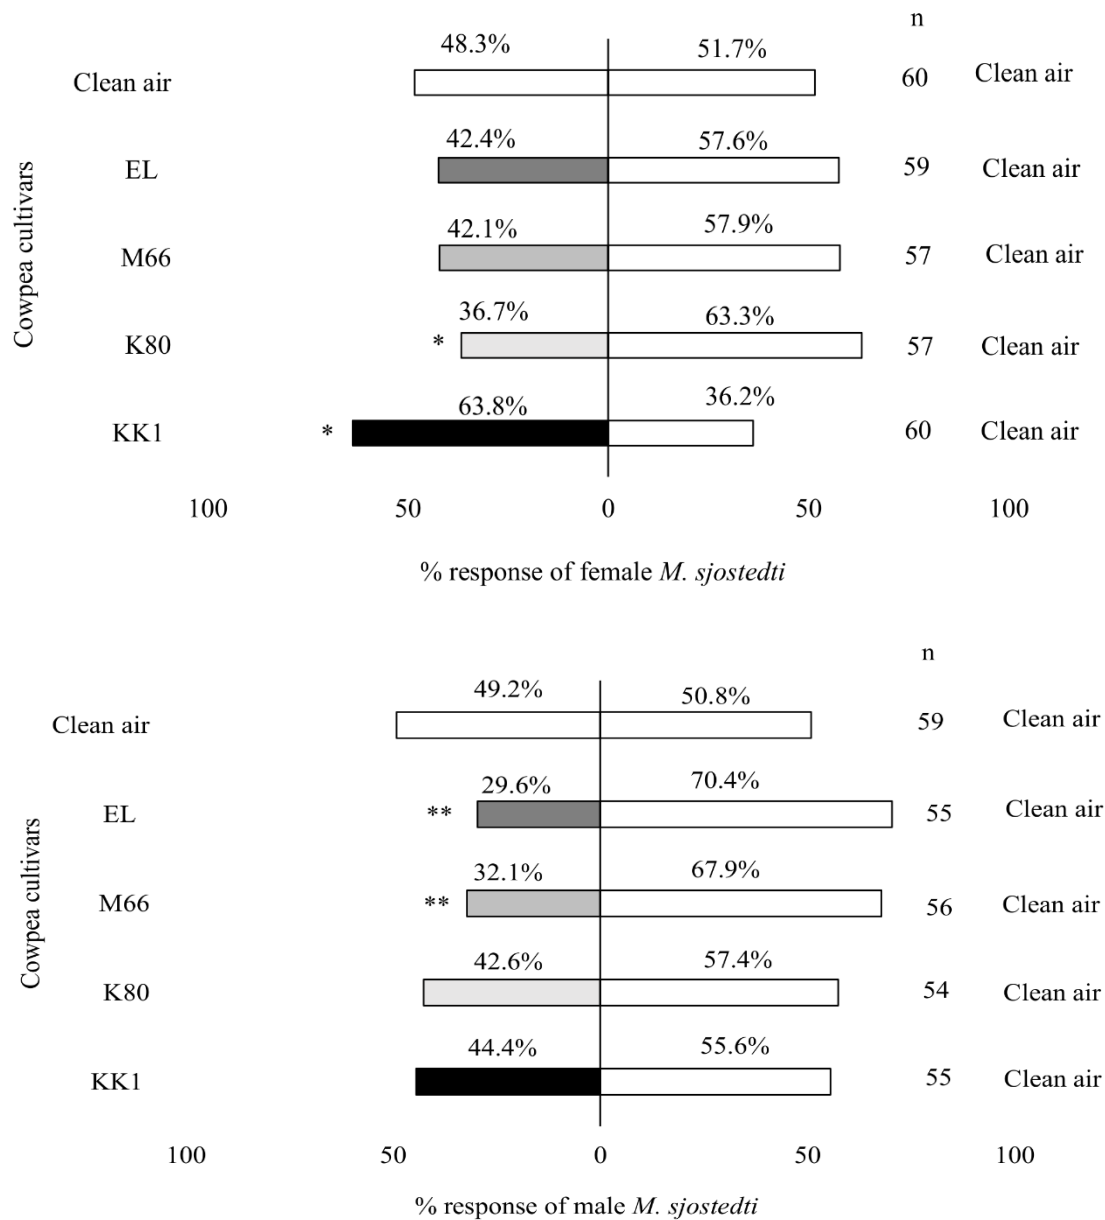 n
48.3% 51.7%
Clean air 60 Clean air
42.4% 57.6%
EL 59 Clean air
42.1% 57.9%
M66 57 Clean air
36.7% 63.3%
K80 * 57 Clean air
63.8% 36.2%
KK1 * 60 Clean air
Cowpea cultivars
100 50 0 50 100
% response of female M. sjostedti
n
49.2% 50.8%
Clean air 59 Clean air
29.6% 70.4%
EL ** 55 Clean air
32.1% 67.9%
M66 ** 56 Clean air
42.6% 57.4%
K80 54 Clean air
44.4% 55.6%
KK1 55 Clean air
Cowpea cultivars
100 50 0 50 100
% response of male M. sjostedti